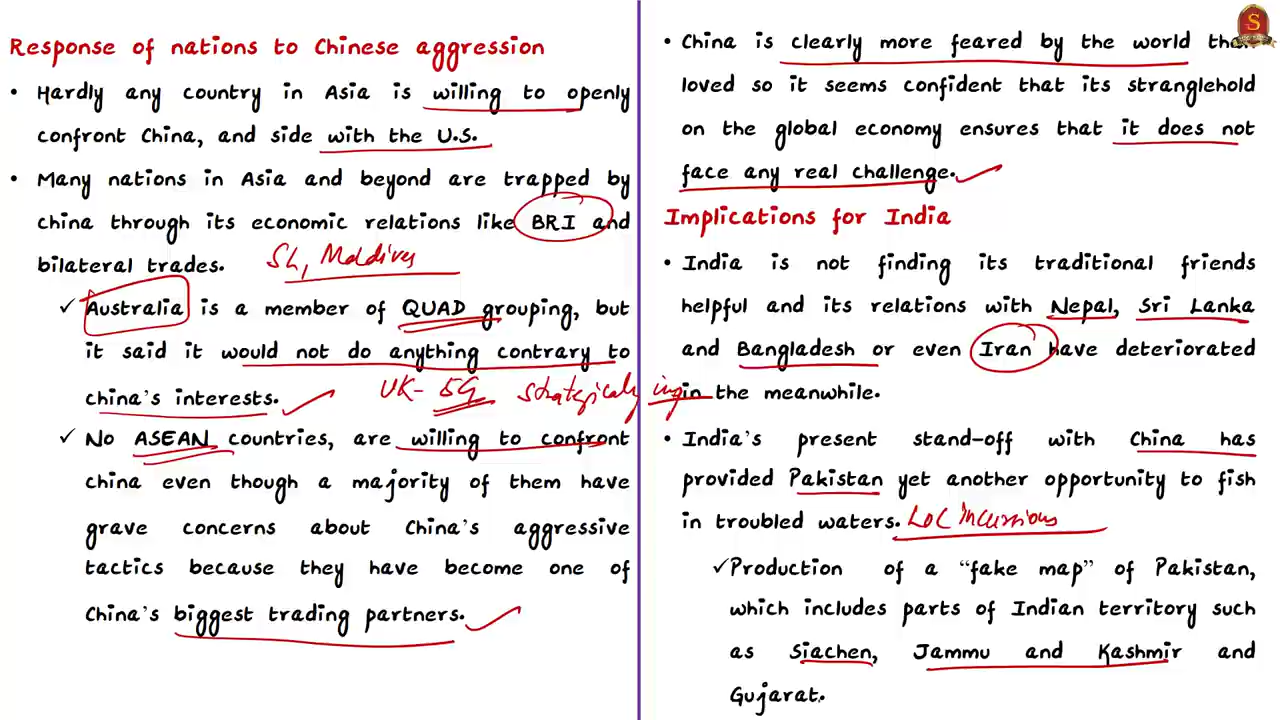 Response of nations to Chinese aggression
• Hardly any country in Asia is willing to openly
confront China, and side with the U.S.
• Many nations in Asia and beyond are trapped by
china through its economic relations like BRI and
bilateral trades. SL, Maldives
✓ Australia is a member of QUAD grouping, but
it said it would not do anything contrary to
china's interests.
UK- 5G strategically imp
✓ No ASEAN countries, are willing to confront
china even though a majority of them have
grave concerns about China's aggressive
tactics because they have become one of
China's biggest trading partners.
• China is clearly more feared by the world than
loved so it seems confident that its stranglehold
on the global economy ensures that it does not
face any real challenge.
Implications for India
• India is not finding its traditional friends
helpful and its relations with Nepal, Sri Lanka
and Bangladesh or even Iran have deteriorated
in the meanwhile.
• India's present stand-off with China has
provided Pakistan yet another opportunity to fish
in troubled waters. LoC incursions
✓Production of a “fake map” of Pakistan,
which includes parts of Indian territory such
as Siachen, Jammu and Kashmir and
Gujarat.
S